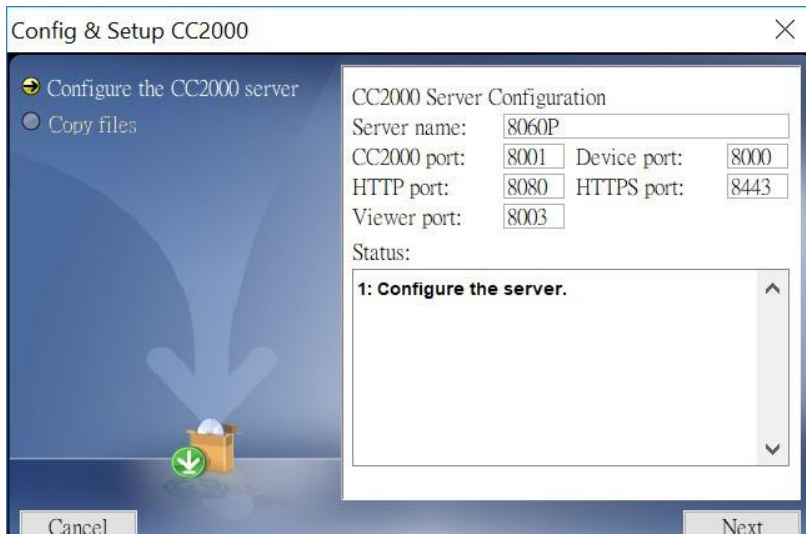 Config & Setup CC2000
Configure the CC2000 server
Copy files
CC2000 Server Configuration
Server name: 8060P
CC2000 port: 8001 Device port: 8000
HTTP port: 8080 HTTPS port: 8443
Viewer port: 8003
Status:
1: Configure the server.
Cancel Next